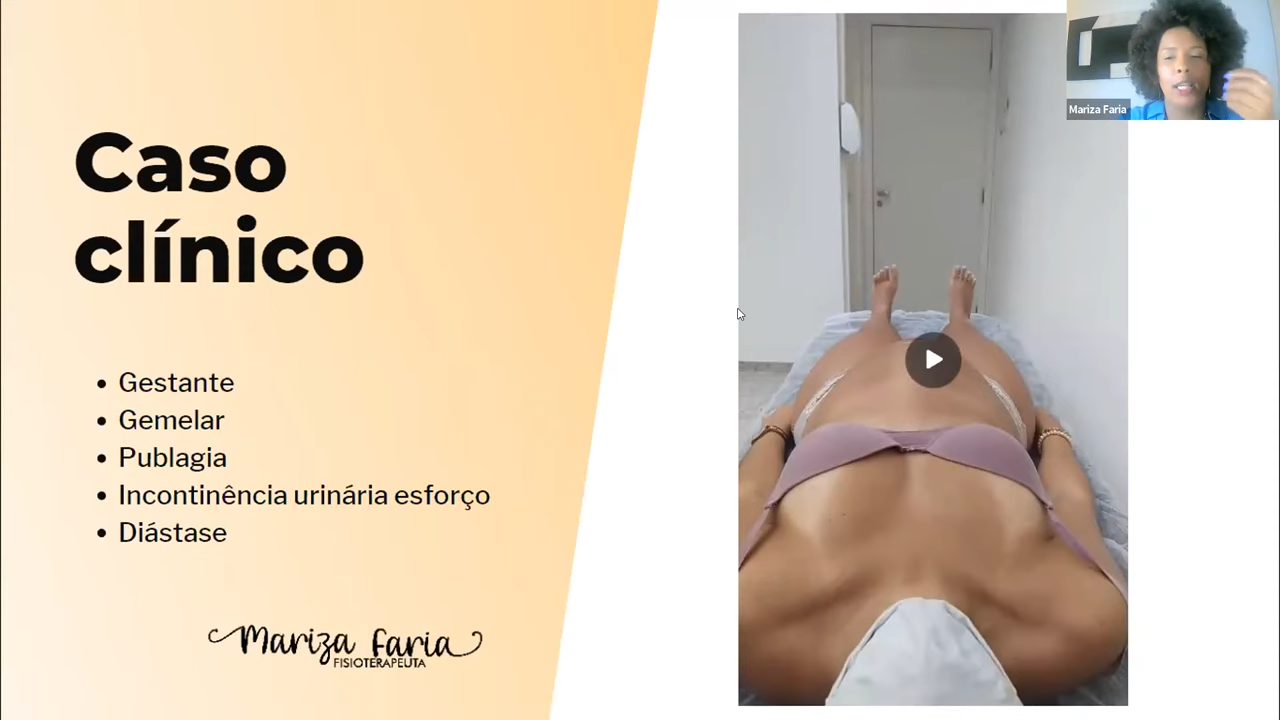 Caso
clínico
Gestante
Gemelar
Publagia
Incontinência urinária esforço
Diástase
Mariza Faria
FISIOTERAPEUTA
Mariza Faria